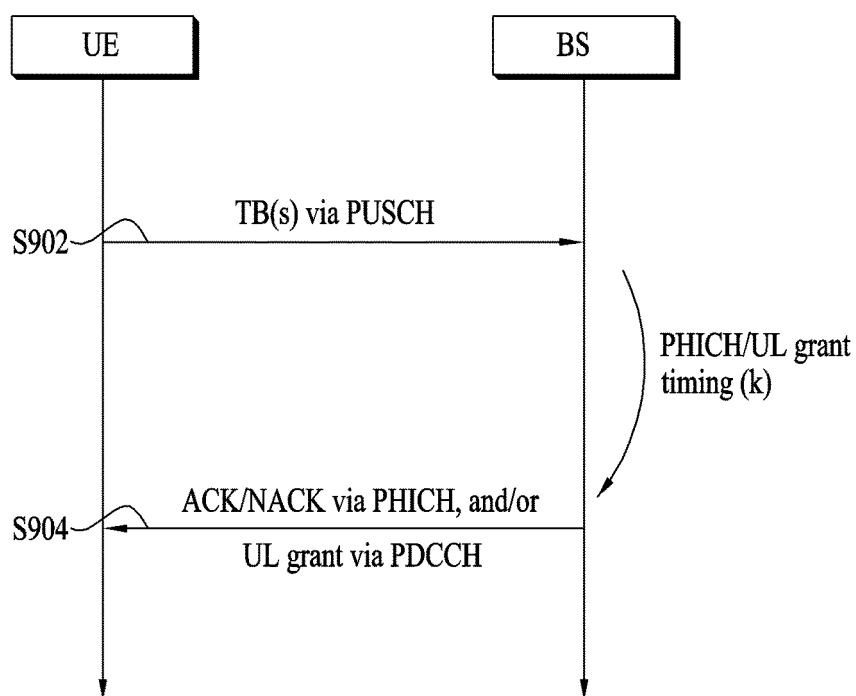 UE
BS
TB(s) via PUSCH
S902
PHICH/UL grant
timing (k)
ACK/NACK via PHICH, and/or
S904
UL grant via PDCCH